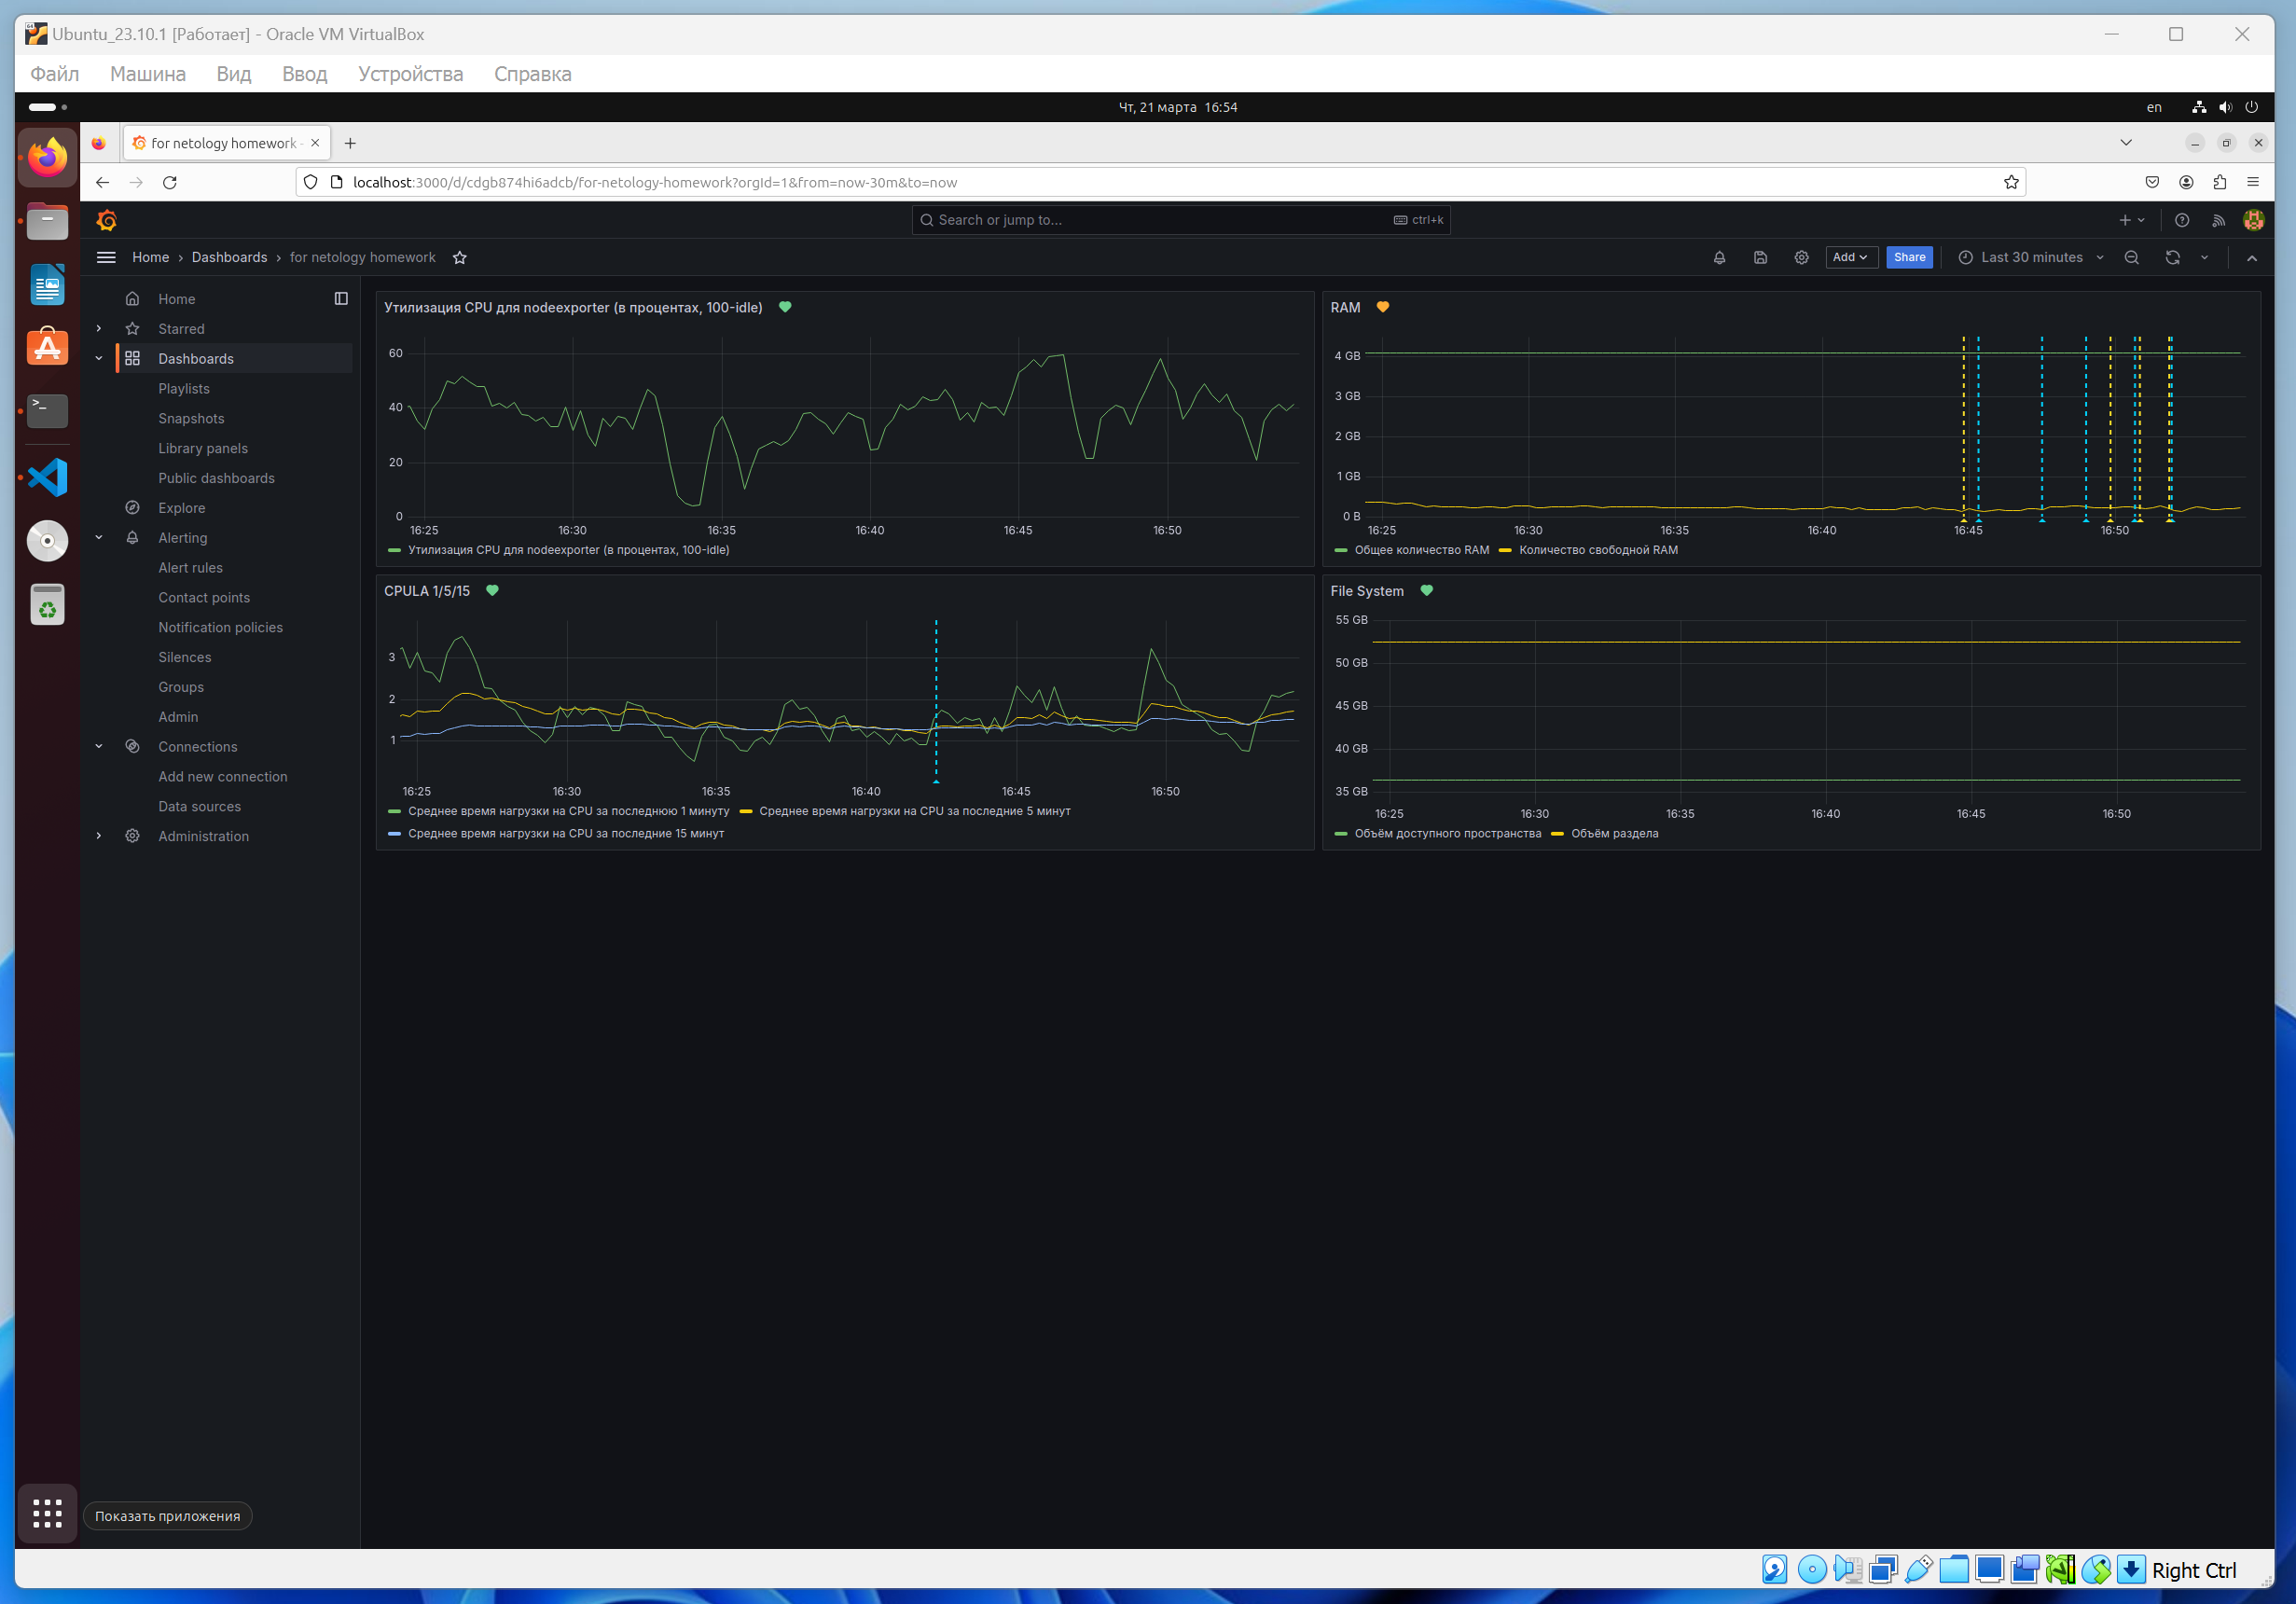 Ubuntu_23.10.1 [Работает] - Oracle VM VirtualBox
Файл Машина Вид Ввод Устройства Справка
Чт, 21 марта 16:54
en
for netology homework -
localhost:3000/d/cdgb874hi6adcb/for-netology-homework?orgId=1&from=now-30m&to=now
Search or jump to...
ctrl+k
Home › Dashboards › for netology homework
Add
Share
Last 30 minutes
Home
Starred
Dashboards
Playlists
Snapshots
Library panels
Public dashboards
Explore
Alerting
Alert rules
Contact points
Notification policies
Silences
Groups
Admin
Connections
Add new connection
Data sources
Administration
Утилизация CPU для nodeexporter (в процентах, 100-idle)
60
40
20
0
16:25 16:30 16:35 16:40 16:45 16:50
Утилизация CPU для nodeexporter (в процентах, 100-idle)
RAM
4 GB
3 GB
2 GB
1 GB
0 B
16:25 16:30 16:35 16:40 16:45 16:50
Общее количество RAM Количество свободной RAM
CPULA 1/5/15
3
2
1
16:25 16:30 16:35 16:40 16:45 16:50
Среднее время нагрузки на CPU за последнюю 1 минуту Среднее время нагрузки на CPU за последние 5 минут
Среднее время нагрузки на CPU за последние 15 минут
File System
55 GB
50 GB
45 GB
40 GB
35 GB
16:25 16:30 16:35 16:40 16:45 16:50
Объём доступного пространства Объём раздела
Показать приложения
Right Ctrl